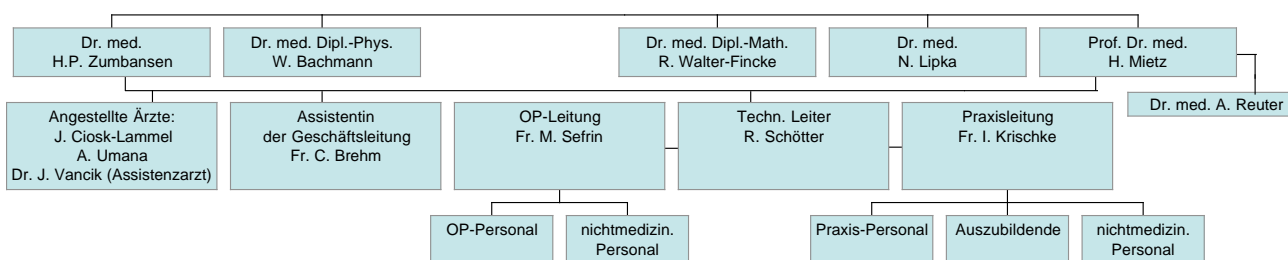 Dr. med.
H.P. Zumbansen
Dr. med. Dipl.-Phys.
W. Bachmann
Dr. med. Dipl.-Math.
R. Walter-Fincke
Dr. med.
N. Lipka
Prof. Dr. med.
H. Mietz
Dr. med. A. Reuter
Angestellte Ärzte:
J. Ciosk-Lammel
A. Umana
Dr. J. Vancik (Assistenzarzt)
Assistentin
der Geschäftsleitung
Fr. C. Brehm
OP-Leitung
Fr. M. Sefrin
Techn. Leiter
R. Schötter
Praxisleitung
Fr. I. Krischke
OP-Personal
nichtmedizin.
Personal
Praxis-Personal
Auszubildende
nichtmedizin.
Personal